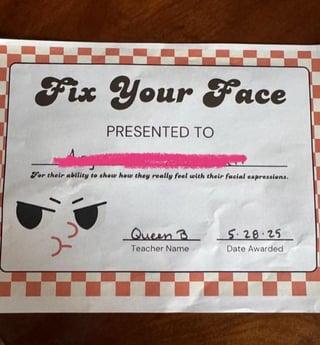 Fix Your Face
PRESENTED TO
For their ability to show how they really feel with their facial expressions.
Queen B 5.28.25
Teacher Name Date Awarded